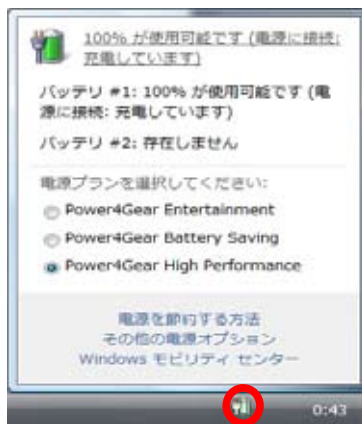 100% が使用可能です (電源に接続:
充電しています)
バッテリ #1: 100% が使用可能です (電
源に接続: 充電しています)
バッテリ #2: 存在しません
電源プランを選択してください:
Power4Gear Entertainment
Power4Gear Battery Saving
Power4Gear High Performance
電源を節約する方法
その他の電源オプション
Windows モビリティ センター
0:43